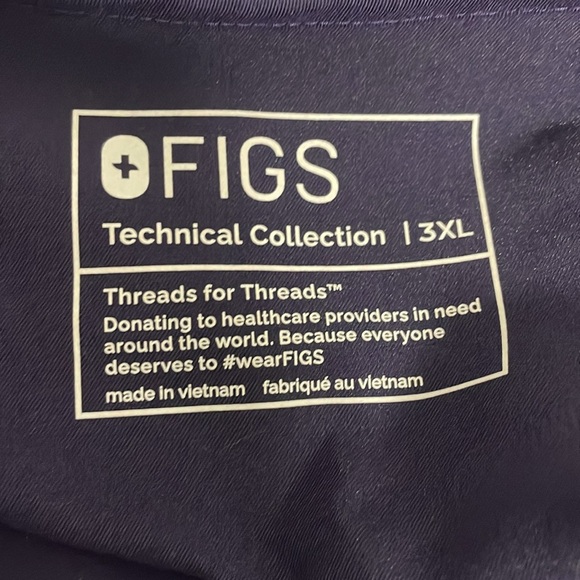 FIGS
Technical Collection | 3XL
Threads for Threads™
Donating to healthcare providers in need
around the world. Because everyone
deserves to #wearFIGS
made in vietnam fabriqué au vietnam